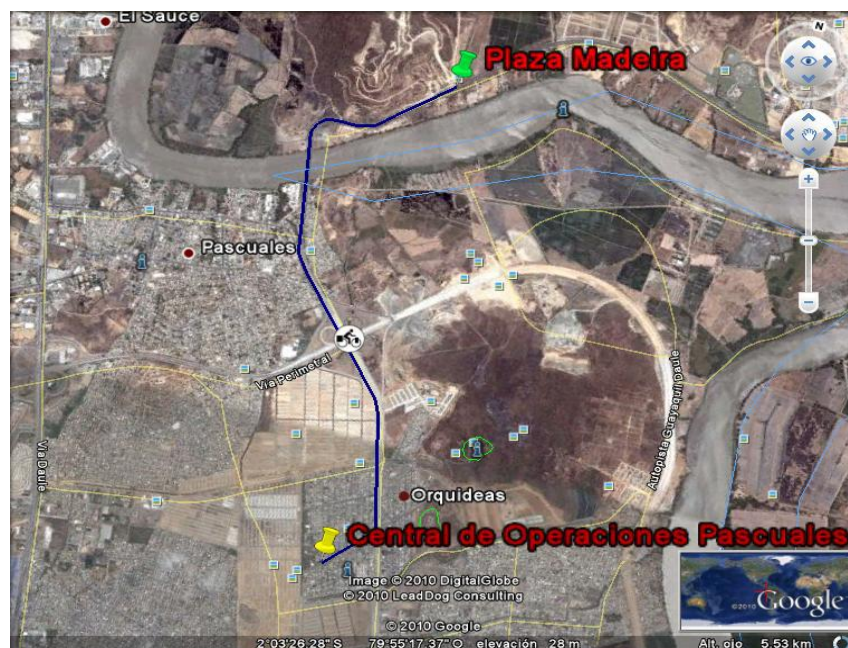 El Sauce
N
Plaza Madeira
Pascuales
Vía Perimetral
Autopista Guayaquil Daule
Vía Daule
Orquideas
Central de Operaciones Pascuales
Image © 2010 DigitalGlobe
© 2010 LeadDog Consulting
© 2010 Google
©2010 Google
2°03'26.28" S 79°55'17.37" O elevación 28 m Alt. ojo 5.53 km